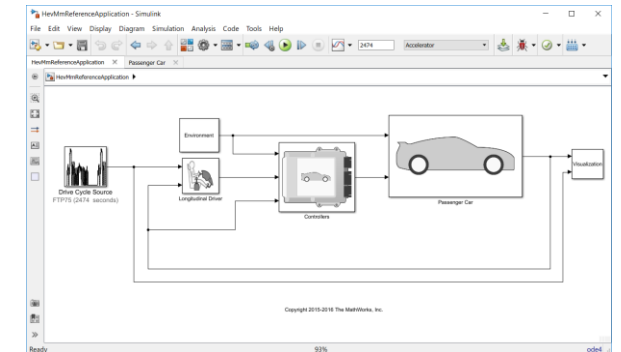 HevMmReferenceApplication - Simulink
File Edit View Display Diagram Simulation Analysis Code Tools Help
2474 Accelerator
HevMmReferenceApplication Passenger Car
HevMmReferenceApplication
Environment
Visualization
Drive Cycle Source
FTP75 (2474 seconds)
Longitudinal Driver
Controllers
Passenger Car
Copyright 2015-2016 The MathWorks, Inc.
Ready 93% ode4